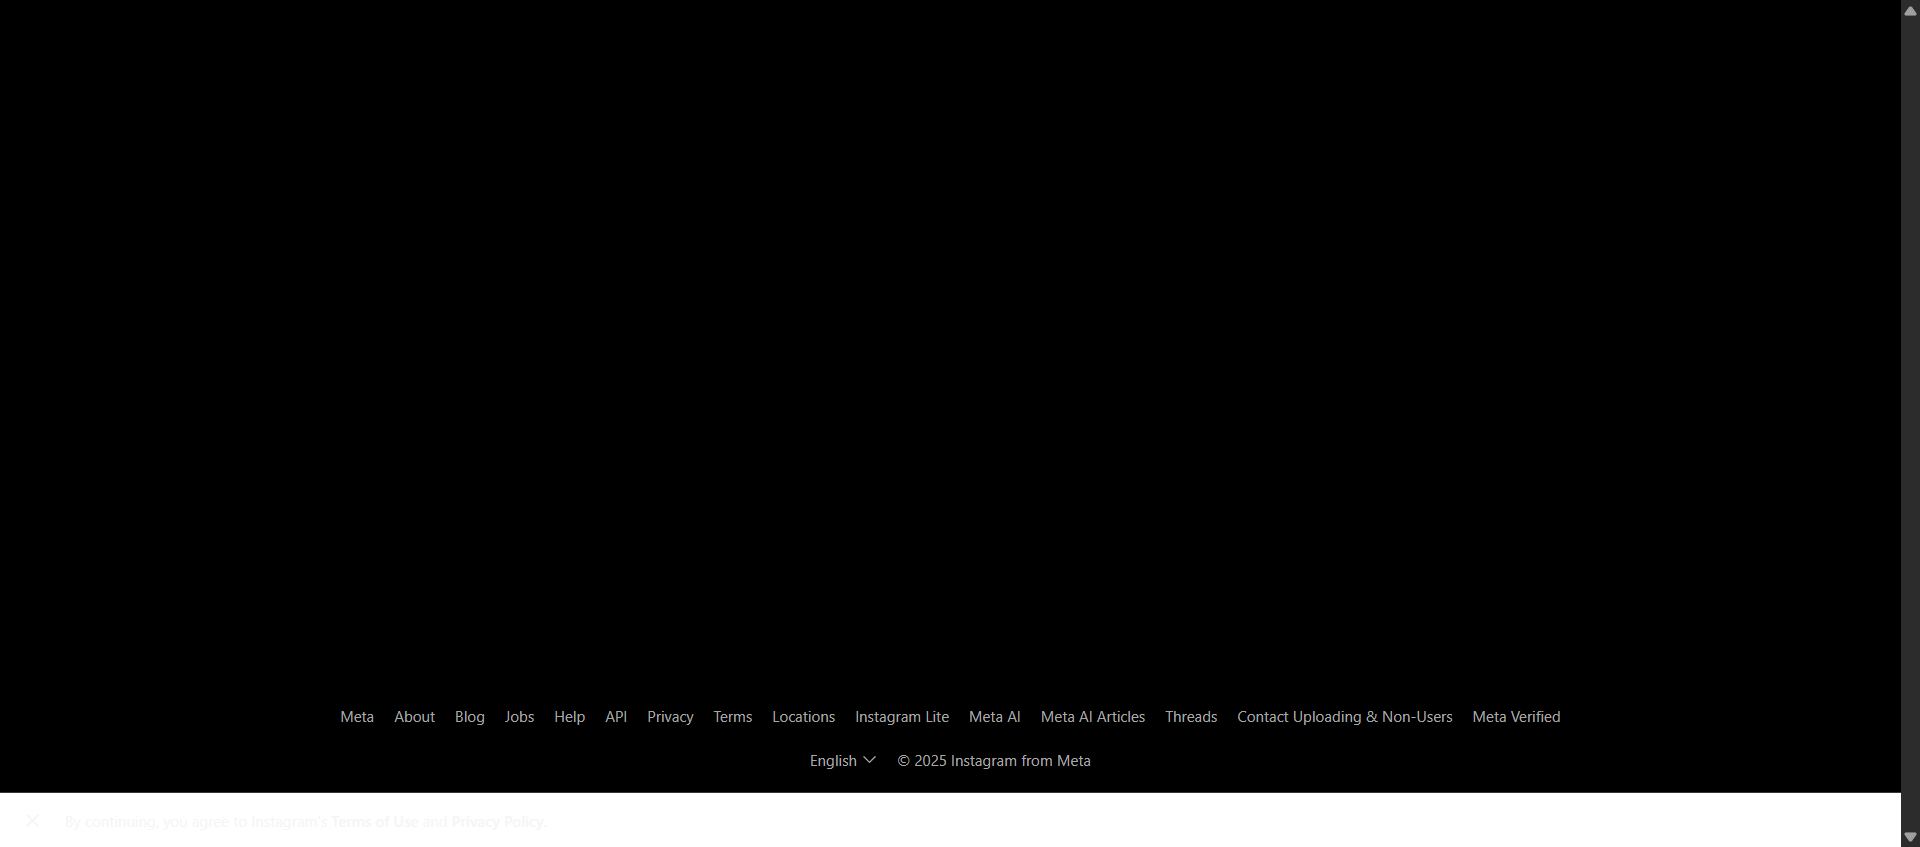 Meta About Blog Jobs Help API Privacy Terms Locations Instagram Lite Meta AI Meta AI Articles Threads Contact Uploading & Non-Users Meta Verified
English © 2025 Instagram from Meta
By continuing, you agree to Instagram's Terms of Use and Privacy Policy.